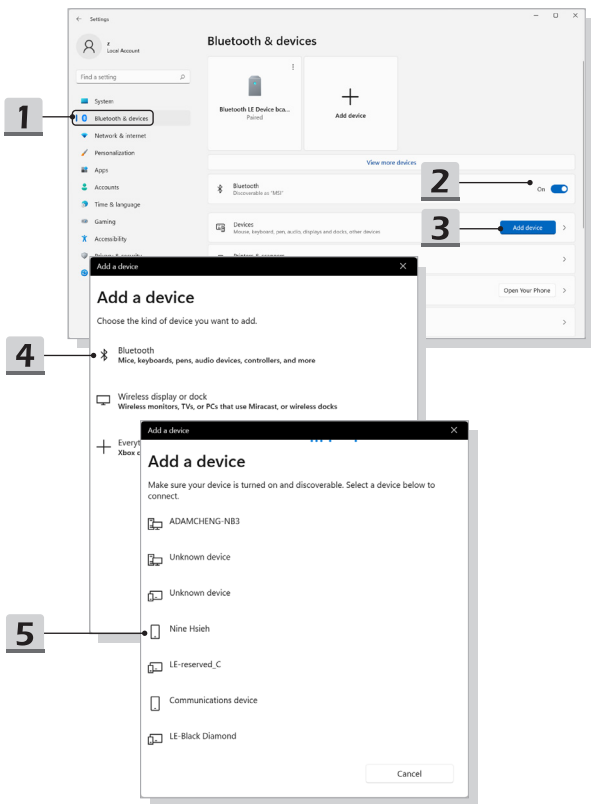 Settings
z
Local Account
Find a setting
System
Bluetooth & devices
Network & internet
Personalization
Apps
Accounts
Time & language
Gaming
Accessibility
Privacy & security
Bluetooth & devices
Bluetooth LE Device bca...
Paired
Add device
View more devices
Bluetooth
Discoverable as "MSI"
On
Devices
Mouse, keyboard, pen, audio, displays and docks, other devices
Add device
Printers & scanners
Open Your Phone
1
2
3
4
5
Add a device
Add a device
Choose the kind of device you want to add.
Bluetooth
Mice, keyboards, pens, audio devices, controllers, and more
Wireless display or dock
Wireless monitors, TVs, or PCs that use Miracast, or wireless docks
Everyt
Xbox c
Add a device
Add a device
Make sure your device is turned on and discoverable. Select a device below to
connect.
ADAMCHENG-NB3
Unknown device
Unknown device
Nine Hsieh
LE-reserved_C
Communications device
LE-Black Diamond
Cancel